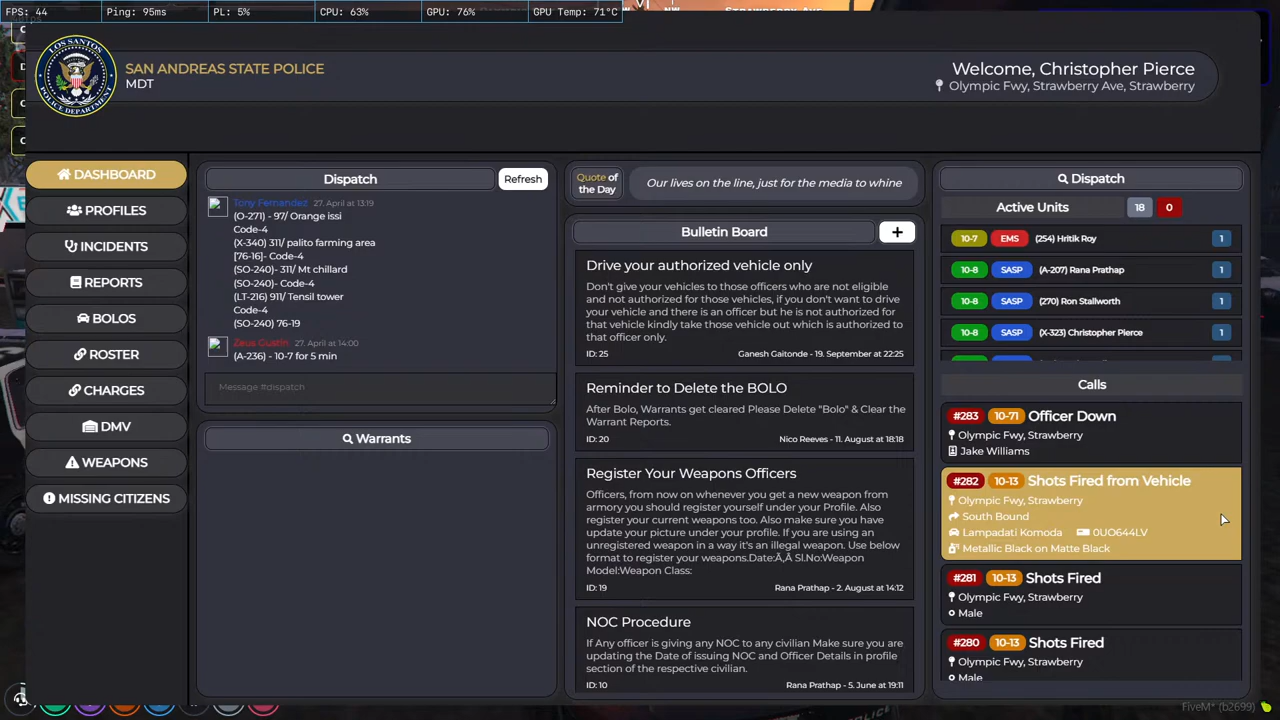 FPS: 44
Ping: 95ms
PL: 5%
CPU: 63%
GPU: 76%
GPU Temp: 71°C
LOS SANTOS
POLICE DEPARTMENT
SAN ANDREAS STATE POLICE
MDT
Welcome, Christopher Pierce
Olympic Fwy, Strawberry Ave, Strawberry
DASHBOARD
PROFILES
INCIDENTS
REPORTS
BOLOS
ROSTER
CHARGES
DMV
WEAPONS
MISSING CITIZENS
Dispatch
Refresh
Tony Fernandez 27. April at 13:19
(O-271) - 97/ Orange issi
Code-4
(X-340) 311/ palito farming area
[76-16]- Code-4
(SO-240)- 311/ Mt chillard
(SO-240)- Code-4
(LT-216) 911/ Tensil tower
Code-4
(SO-240) 76-19
Zeus Gustin 27. April at 14:00
(A-236) - 10-7 for 5 min
Message #dispatch
Warrants
Quote of
the Day
Our lives on the line, just for the media to whine
Bulletin Board
+
Drive your authorized vehicle only
Don't give your vehicles to those officers who are not eligible
and not authorized for those vehicles, if you don't want to drive
your vehicle and there is an officer but he is not authorized for
that vehicle kindly take those vehicle out which is authorized to
that officer only.
ID: 25
Ganesh Gaitonde - 19. September at 22:25
Reminder to Delete the BOLO
After Bolo, Warrants get cleared Please Delete "Bolo" & Clear the
Warrant Reports.
ID: 20
Nico Reeves - 11. August at 18:18
Register Your Weapons Officers
Officers, from now on whenever you get a new weapon from
armory you should register yourself under your Profile. Also
register your current weapons too. Also make sure you have
update your picture under your profile. If you are using an
unregistered weapon in a way it's an illegal weapon. Use below
format to register your weapons.Date:Ã‚Â Sl.No:Weapon
Model:Weapon Class:
ID: 19
Rana Prathap - 2. August at 14:12
NOC Procedure
If Any officer is giving any NOC to any civilian Make sure you are
updating the Date of issuing NOC and Officer Details in profile
section of the respective civilian.
ID: 10
Rana Prathap - 5. June at 19:11
Dispatch
Active Units
18
0
10-7 EMS (254) Hritik Roy 1
10-8 SASP (A-207) Rana Prathap 1
10-8 SASP (270) Ron Stallworth 1
10-8 SASP (X-323) Christopher Pierce 1
Calls
#283 10-71 Officer Down
Olympic Fwy, Strawberry
Jake Williams
#282 10-13 Shots Fired from Vehicle
Olympic Fwy, Strawberry
South Bound
Lampadati Komoda 0UO644LV
Metallic Black on Matte Black
#281 10-13 Shots Fired
Olympic Fwy, Strawberry
Male
#280 10-13 Shots Fired
Olympic Fwy, Strawberry
Male
FiveM* (b2699)